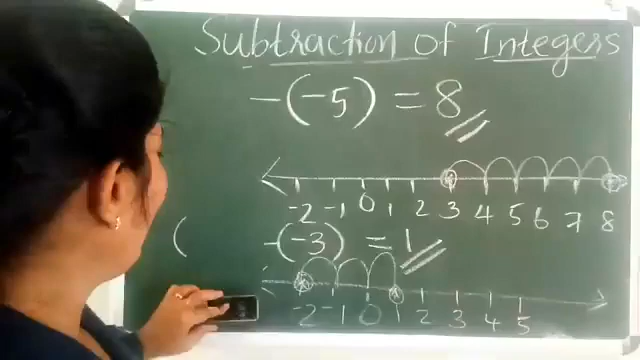 Subtraction of Integers
-(-5) = 8
-2 -1 0 1 2 3 4 5 6 7 8
( -(-3) = 1
-2 -1 0 1 2 3 4 5